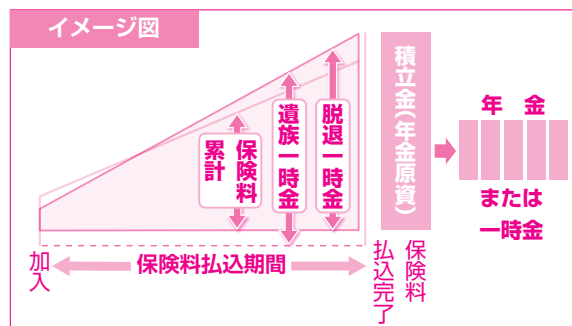 イメージ図
保険料
累計
遺族一時金
脱退一時金
積立金(年金原資)
年 金
または
一時金
加入
保険料払込期間
保険料
払込完了